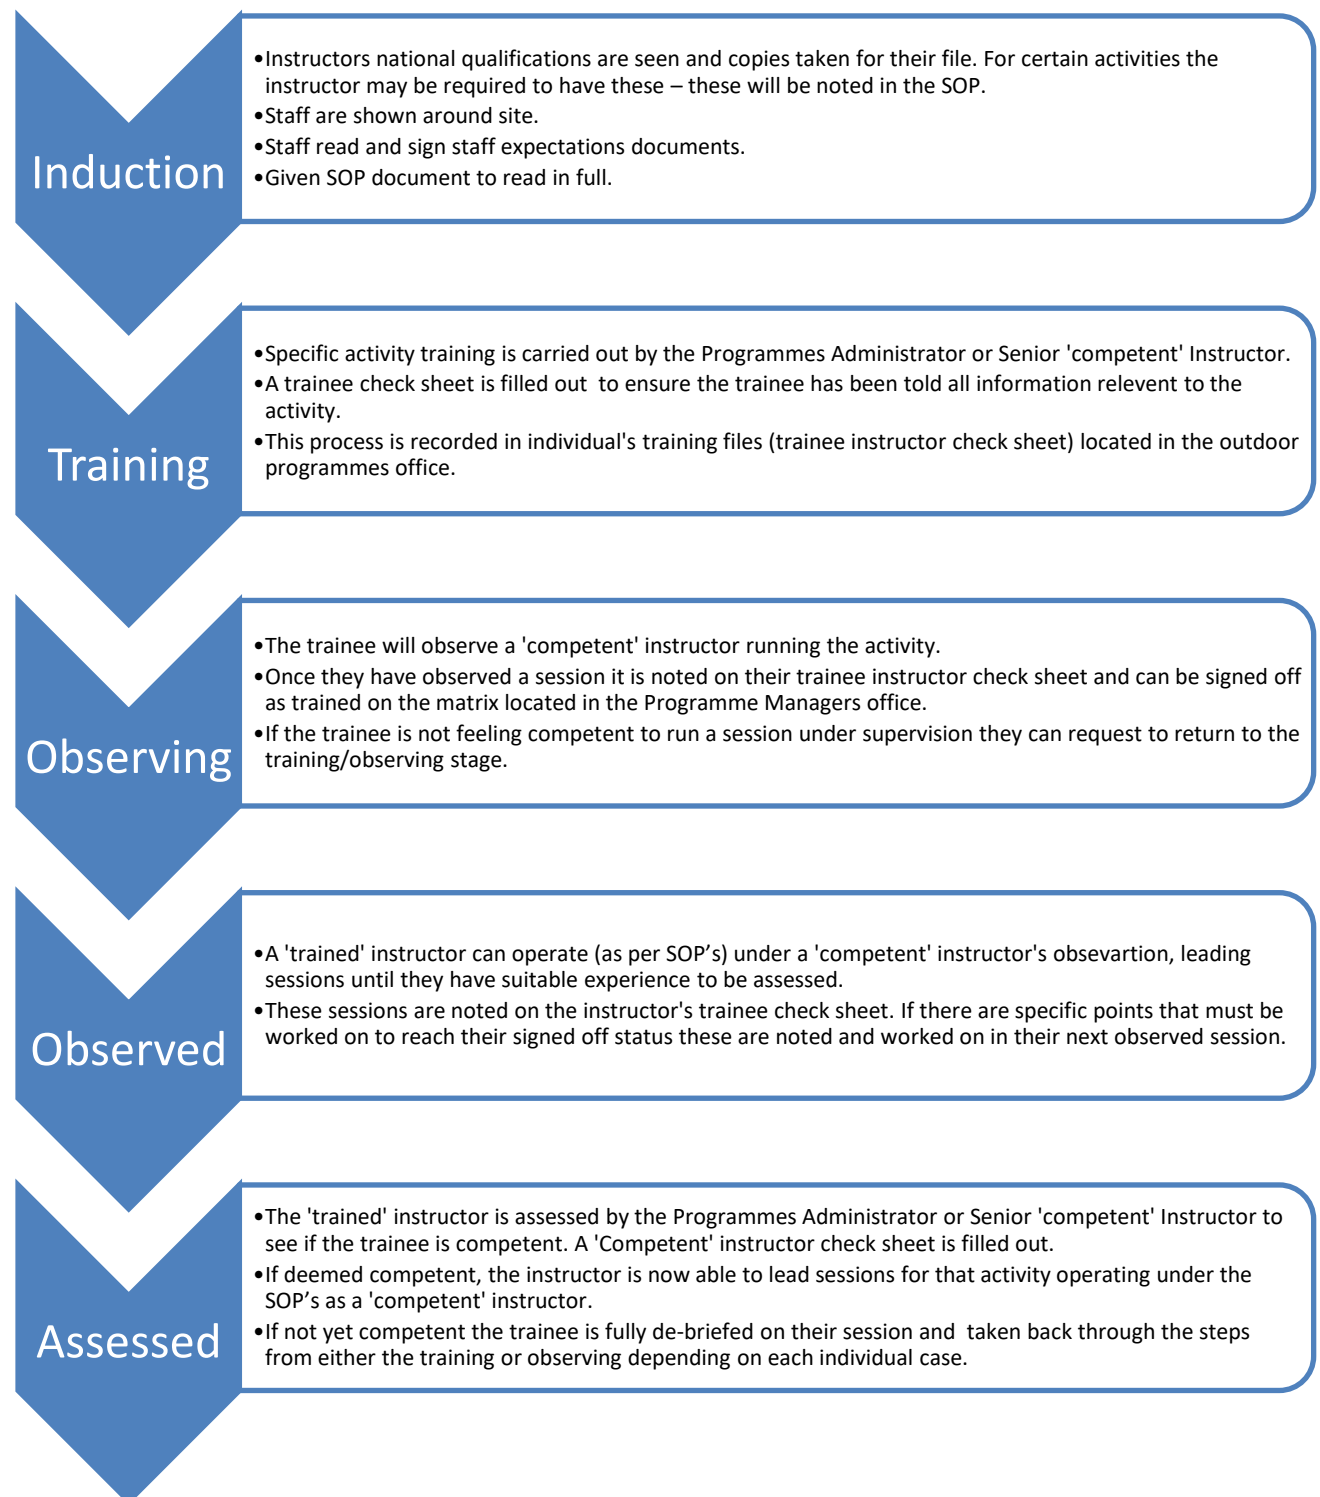 Induction
•Instructors national qualifications are seen and copies taken for their file. For certain activities the
instructor may be required to have these – these will be noted in the SOP.
•Staff are shown around site.
•Staff read and sign staff expectations documents.
•Given SOP document to read in full.
Training
•Specific activity training is carried out by the Programmes Administrator or Senior 'competent' Instructor.
•A trainee check sheet is filled out  to ensure the trainee has been told all information relevent to the
activity.
•This process is recorded in individual's training files (trainee instructor check sheet) located in the outdoor
programmes office.
Observing
•The trainee will observe a 'competent' instructor running the activity.
•Once they have observed a session it is noted on their trainee instructor check sheet and can be signed off
as trained on the matrix located in the Programme Managers office.
•If the trainee is not feeling competent to run a session under supervision they can request to return to the
training/observing stage.
Observed
•A 'trained' instructor can operate (as per SOP’s) under a 'competent' instructor's obsevartion, leading
sessions until they have suitable experience to be assessed.
•These sessions are noted on the instructor's trainee check sheet. If there are specific points that must be
worked on to reach their signed off status these are noted and worked on in their next observed session.
Assessed
•The 'trained' instructor is assessed by the Programmes Administrator or Senior 'competent' Instructor to
see if the trainee is competent. A 'Competent' instructor check sheet is filled out.
•If deemed competent, the instructor is now able to lead sessions for that activity operating under the
SOP’s as a 'competent' instructor.
•If not yet competent the trainee is fully de-briefed on their session and  taken back through the steps
from either the training or observing depending on each individual case.